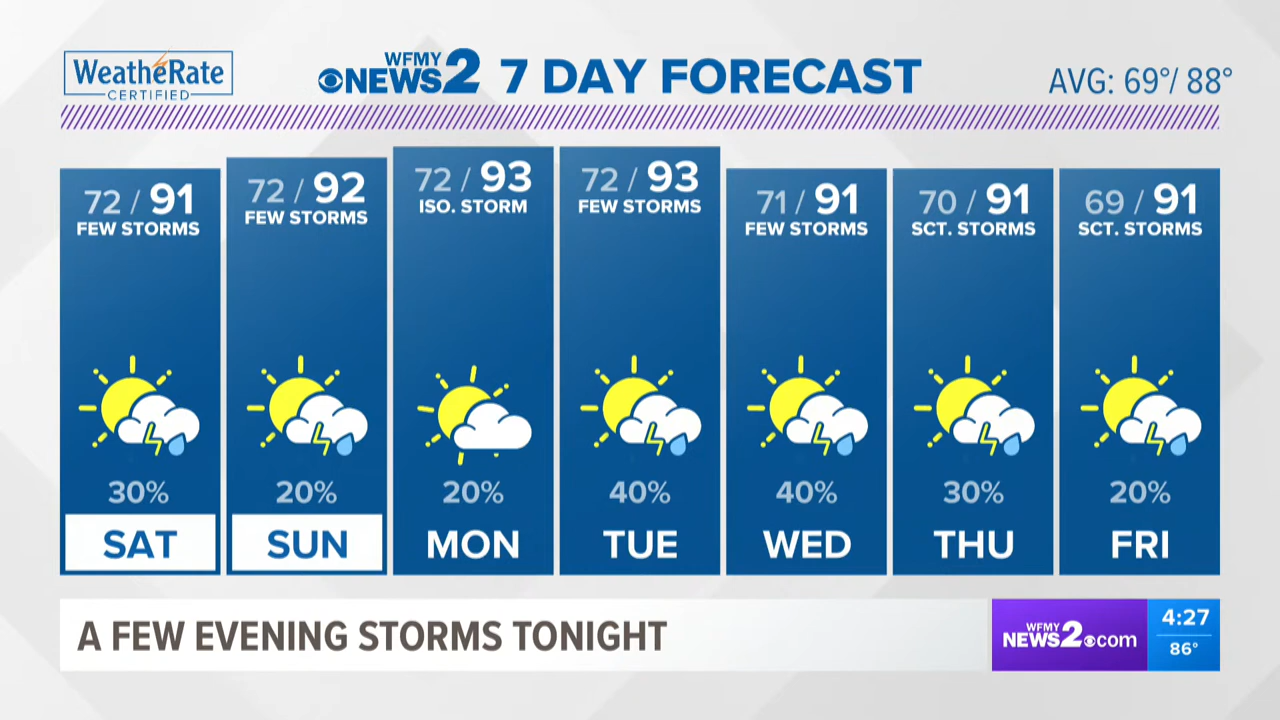 WeatheRate
CERTIFIED
WFMY
NEWS 2 7 DAY FORECAST
AVG: 69°/ 88°
72 / 91
FEW STORMS
30%
SAT
72 / 92
FEW STORMS
20%
SUN
72 / 93
ISO. STORM
20%
MON
72 / 93
FEW STORMS
40%
TUE
71 / 91
FEW STORMS
40%
WED
70 / 91
SCT. STORMS
30%
THU
69 / 91
SCT. STORMS
20%
FRI
A FEW EVENING STORMS TONIGHT
WFMY
NEWS2.com
4:27
86°